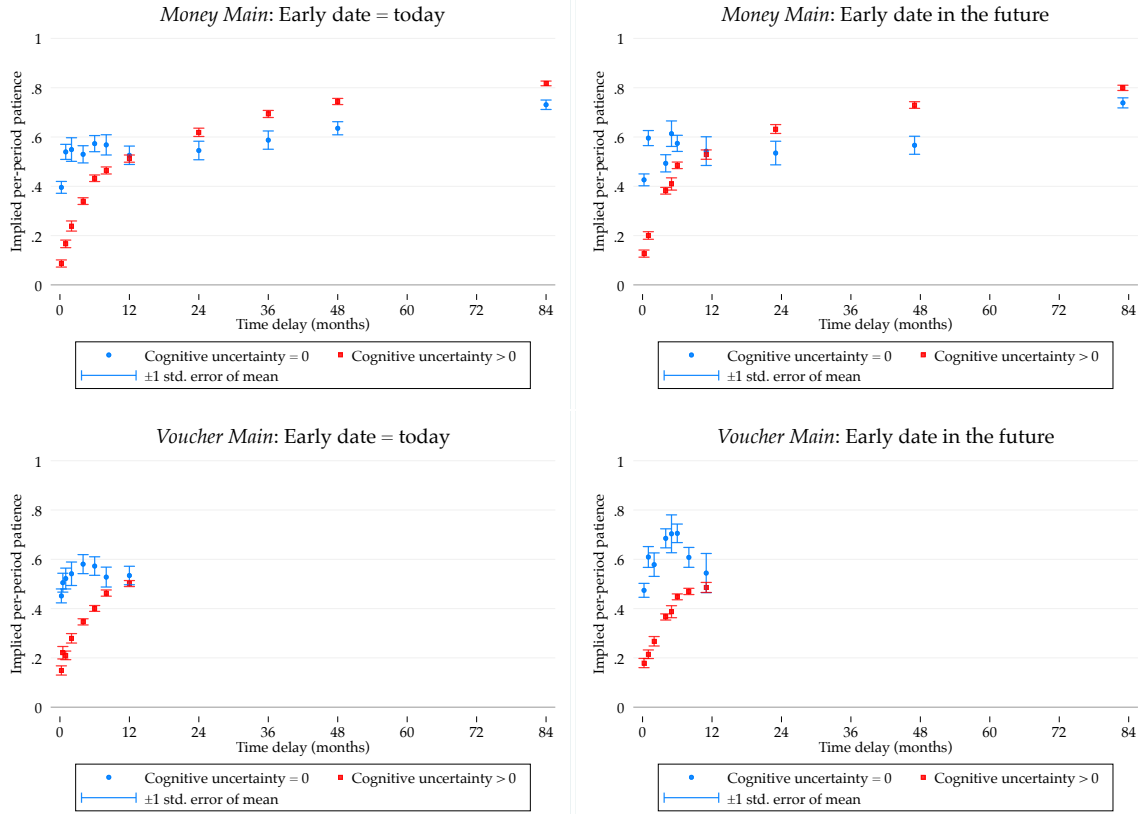 Money Main: Early date = today
Implied per-period patience
1
.8
.6
.4
.2
0
0 12 24 36 48 60 72 84
Time delay (months)
Cognitive uncertainty = 0 Cognitive uncertainty > 0
±1 std. error of mean
Money Main: Early date in the future
Implied per-period patience
1
.8
.6
.4
.2
0
0 12 24 36 48 60 72 84
Time delay (months)
Cognitive uncertainty = 0 Cognitive uncertainty > 0
±1 std. error of mean
Voucher Main: Early date = today
Implied per-period patience
1
.8
.6
.4
.2
0
0 12 24 36 48 60 72 84
Time delay (months)
Cognitive uncertainty = 0 Cognitive uncertainty > 0
±1 std. error of mean
Voucher Main: Early date in the future
Implied per-period patience
1
.8
.6
.4
.2
0
0 12 24 36 48 60 72 84
Time delay (months)
Cognitive uncertainty = 0 Cognitive uncertainty > 0
±1 std. error of mean